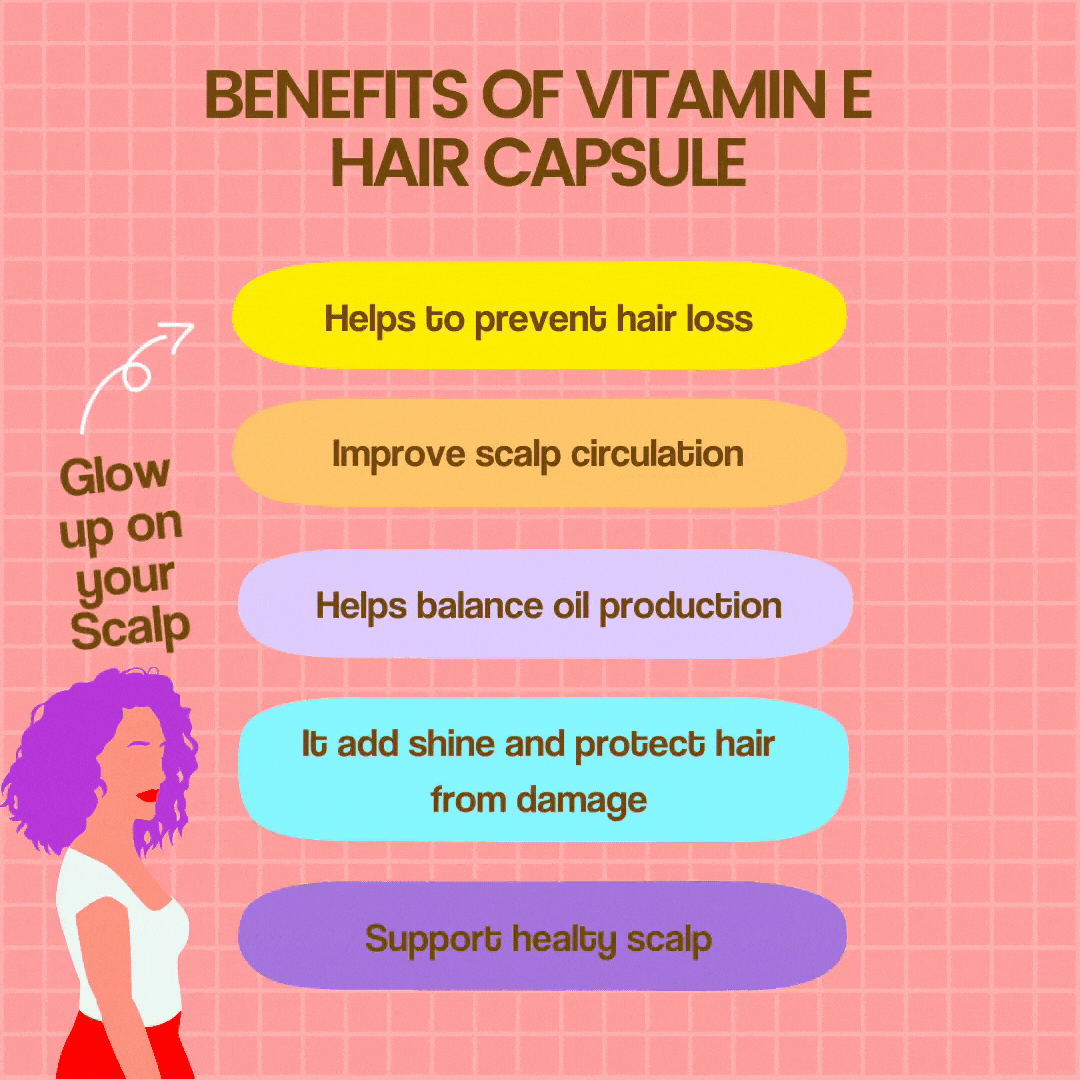 BENEFITS OF VITAMIN E
HAIR CAPSULE
Helps to prevent hair loss
Improve scalp circulation
Glow
up on
your
Scalp
Helps balance oil production
It add shine and protect hair
from damage
Support healty scalp